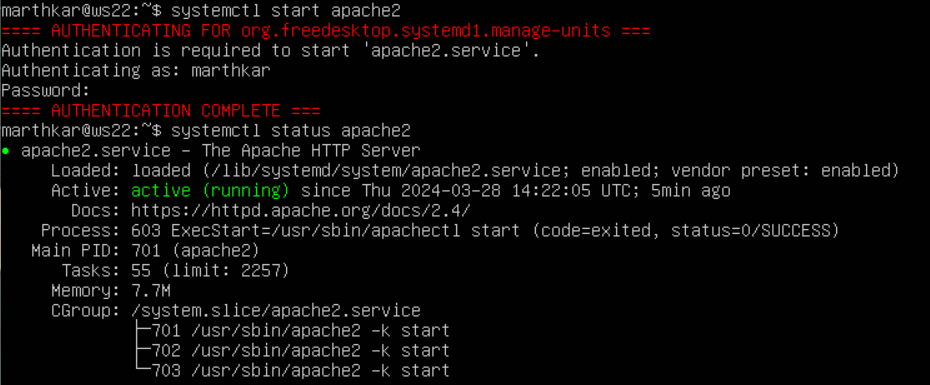 marthkar@ws22:~$ systemctl start apache2
==== AUTHENTICATING FOR org.freedesktop.systemd1.manage-units ===
Authentication is required to start 'apache2.service'.
Authenticating as: marthkar
Password:
==== AUTHENTICATION COMPLETE ===
marthkar@ws22:~$ systemctl status apache2
● apache2.service - The Apache HTTP Server
Loaded: loaded (/lib/systemd/system/apache2.service; enabled; vendor preset: enabled)
Active: active (running) since Thu 2024-03-28 14:22:05 UTC; 5min ago
Docs: https://httpd.apache.org/docs/2.4/
Process: 603 ExecStart=/usr/sbin/apachectl start (code=exited, status=0/SUCCESS)
Main PID: 701 (apache2)
Tasks: 55 (limit: 2257)
Memory: 7.7M
CGroup: /system.slice/apache2.service
├─701 /usr/sbin/apache2 -k start
├─702 /usr/sbin/apache2 -k start
└─703 /usr/sbin/apache2 -k start